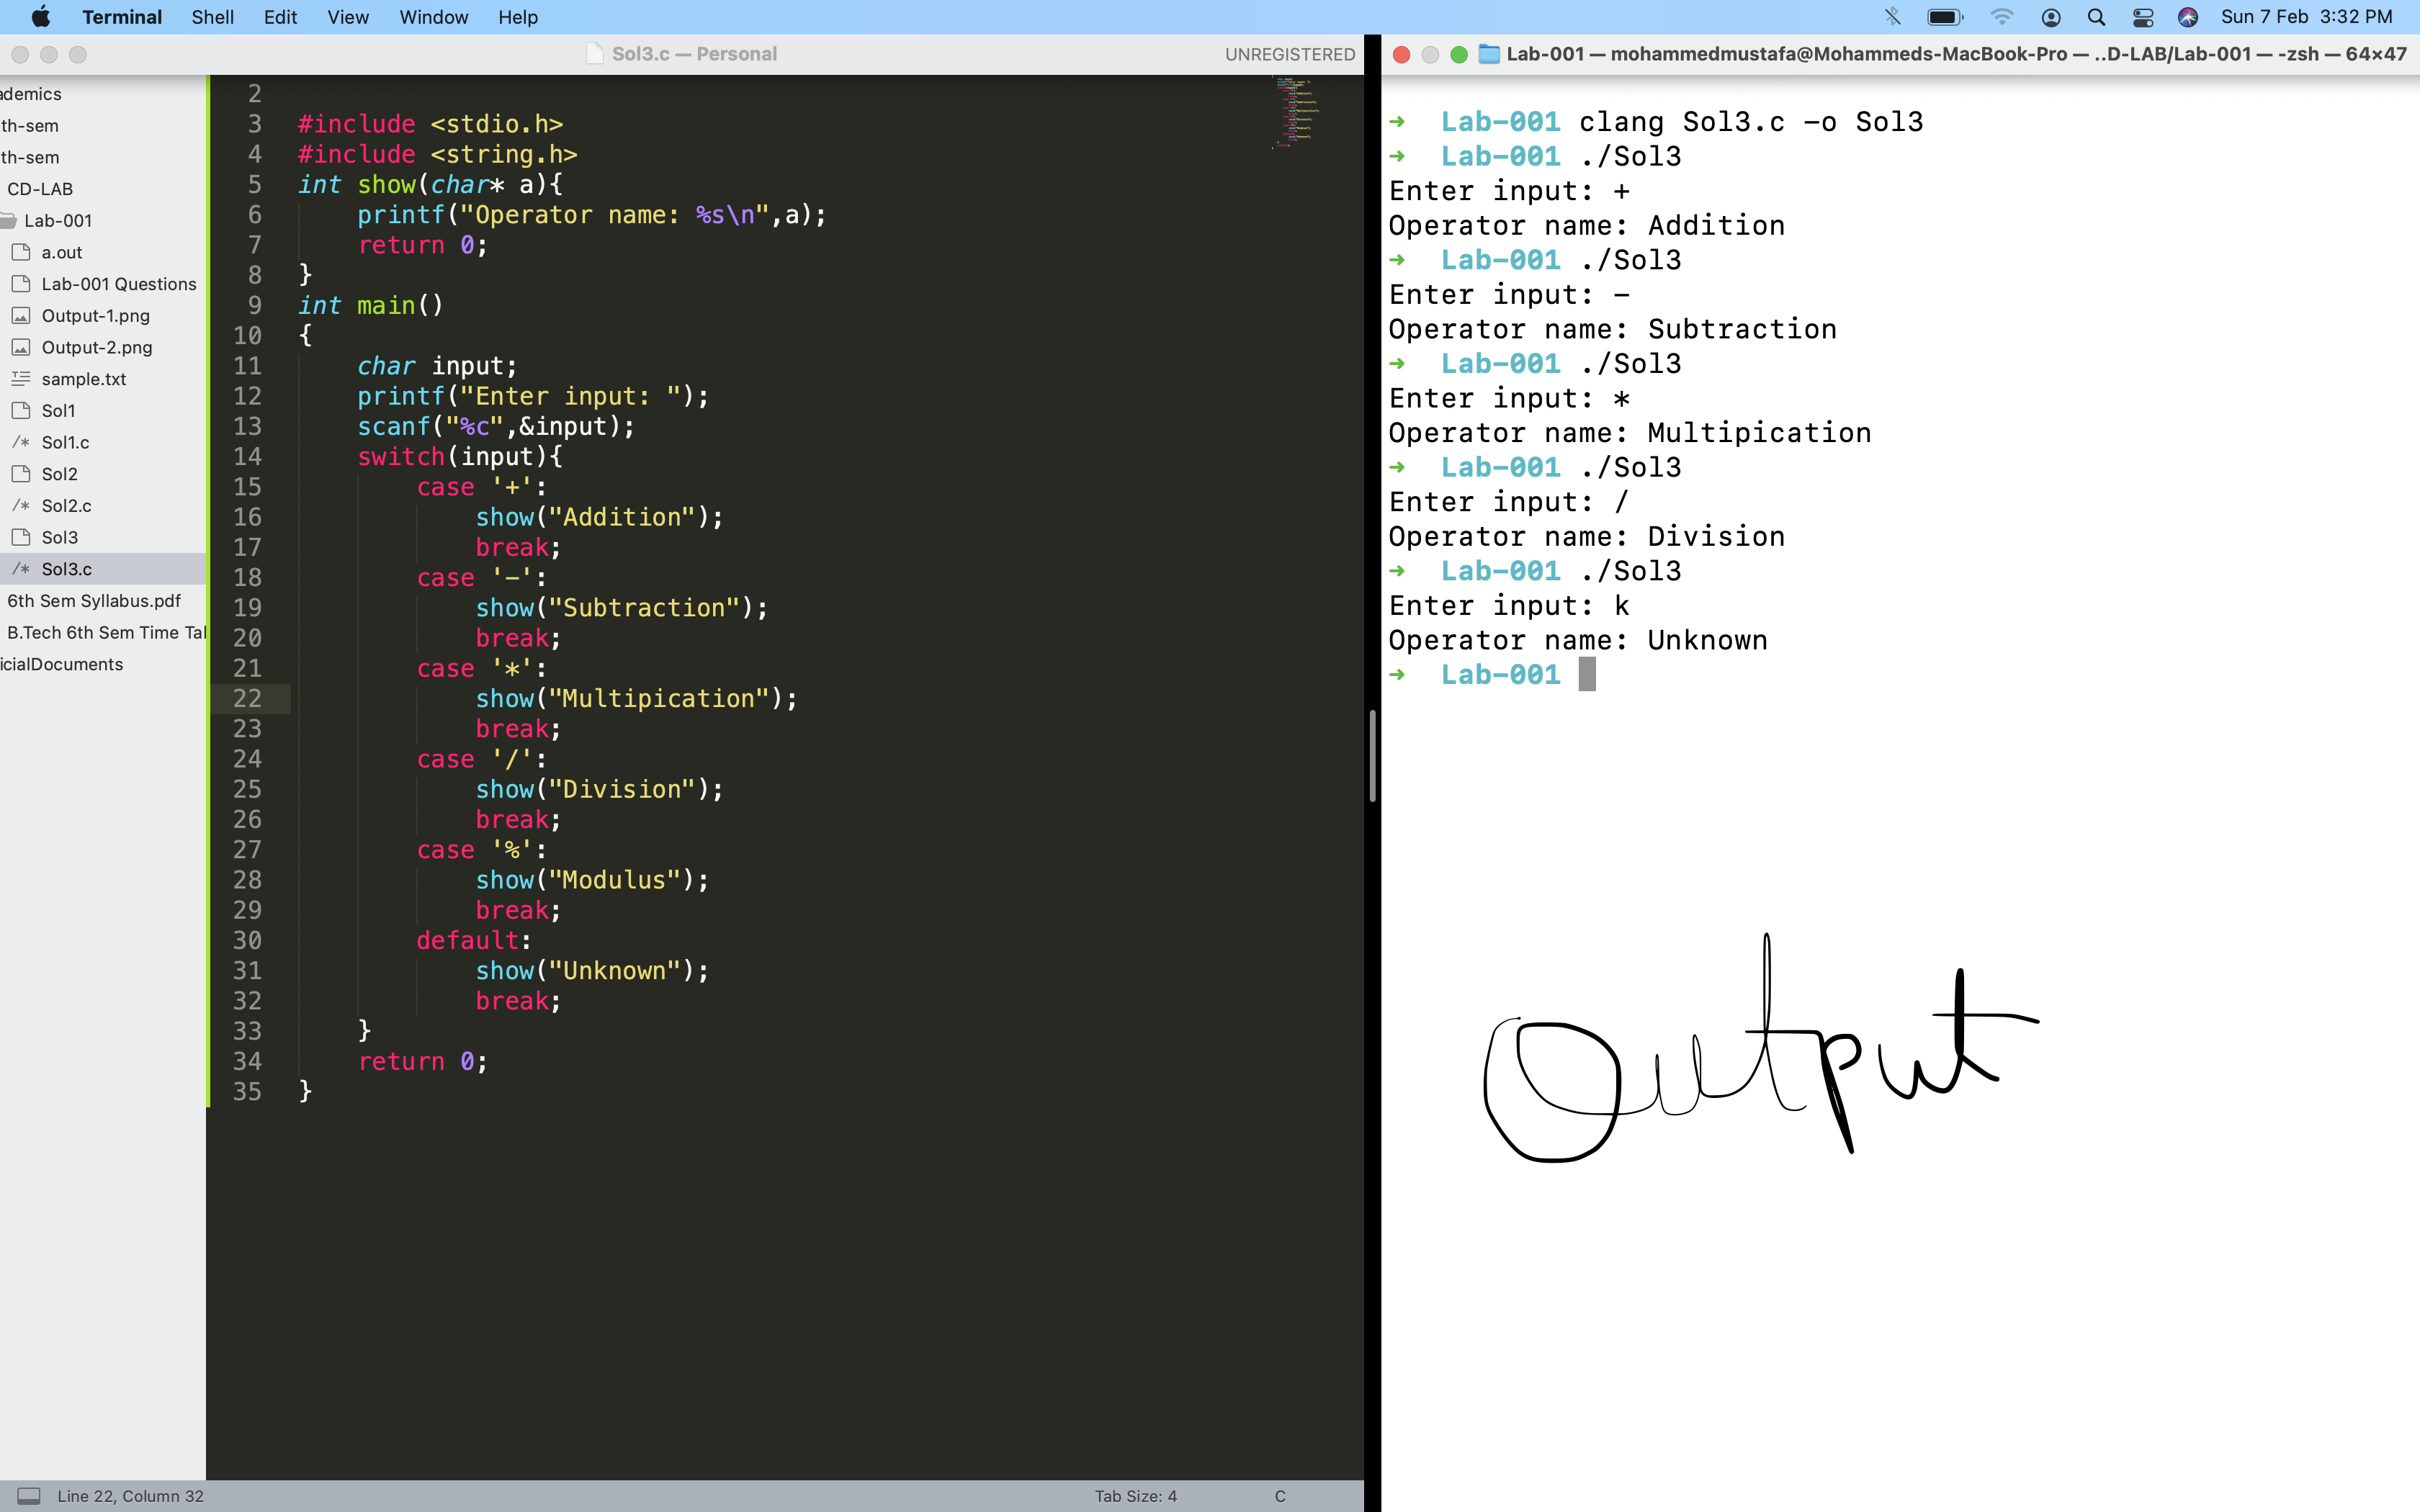 Terminal Shell Edit View Window Help
Sun 7 Feb 3:32 PM
Sol3.c — Personal
UNREGISTERED
ademics
th-sem
th-sem
CD-LAB
Lab-001
a.out
Lab-001 Questions
Output-1.png
Output-2.png
sample.txt
Sol1
/* Sol1.c
Sol2
/* Sol2.c
Sol3
/* Sol3.c
6th Sem Syllabus.pdf
B.Tech 6th Sem Time Ta
icialDocuments
2
3 #include <stdio.h>
4 #include <string.h>
5 int show(char* a){
6     printf("Operator name: %s\n",a);
7     return 0;
8 }
9 int main()
10 {
11     char input;
12     printf("Enter input: ");
13     scanf("%c",&input);
14     switch(input){
15         case '+':
16             show("Addition");
17             break;
18         case '-':
19             show("Subtraction");
20             break;
21         case '*':
22             show("Multipication");
23             break;
24         case '/':
25             show("Division");
26             break;
27         case '%':
28             show("Modulus");
29             break;
30         default:
31             show("Unknown");
32             break;
33     }
34     return 0;
35 }
Line 22, Column 32
Tab Size: 4
C
Lab-001 — mohammedmustafa@Mohammeds-MacBook-Pro — ..D-LAB/Lab-001 — -zsh — 64×47
➜ Lab-001 clang Sol3.c -o Sol3
➜ Lab-001 ./Sol3
Enter input: +
Operator name: Addition
➜ Lab-001 ./Sol3
Enter input: -
Operator name: Subtraction
➜ Lab-001 ./Sol3
Enter input: *
Operator name: Multipication
➜ Lab-001 ./Sol3
Enter input: /
Operator name: Division
➜ Lab-001 ./Sol3
Enter input: k
Operator name: Unknown
➜ Lab-001
Output